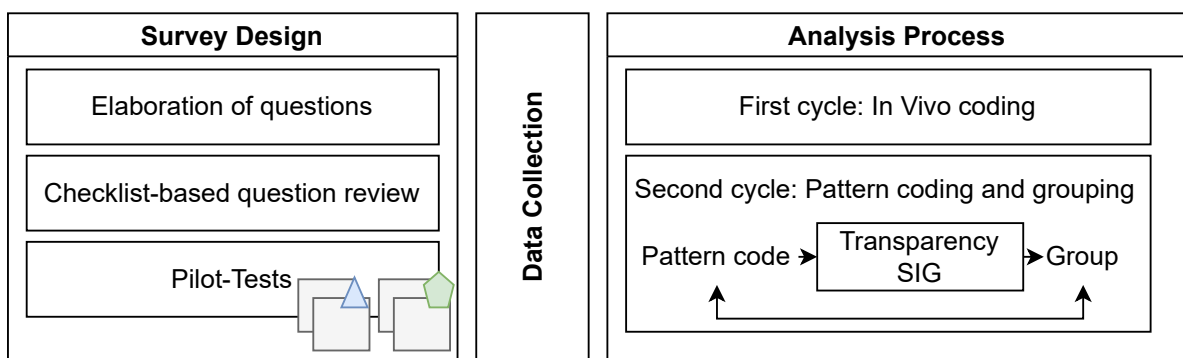 Survey Design
Elaboration of questions
Checklist-based question review
Pilot-Tests
Data Collection
Analysis Process
First cycle: In Vivo coding
Second cycle: Pattern coding and grouping
Pattern code
Transparency
SIG
Group